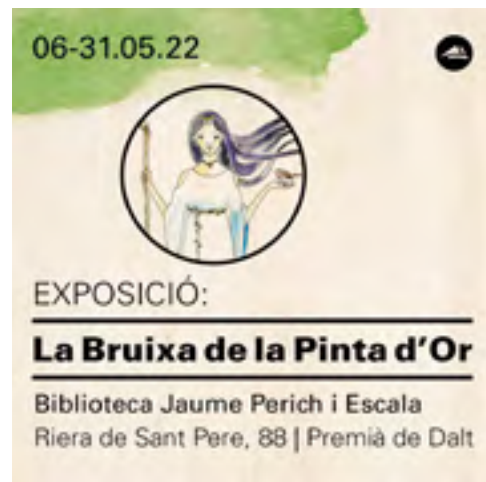 06-31.05.22
EXPOSICIÓ:
La Bruixa de la Pinta d'Or
Biblioteca Jaume Perich i Escala
Riera de Sant Pere, 88 | Premià de Dalt